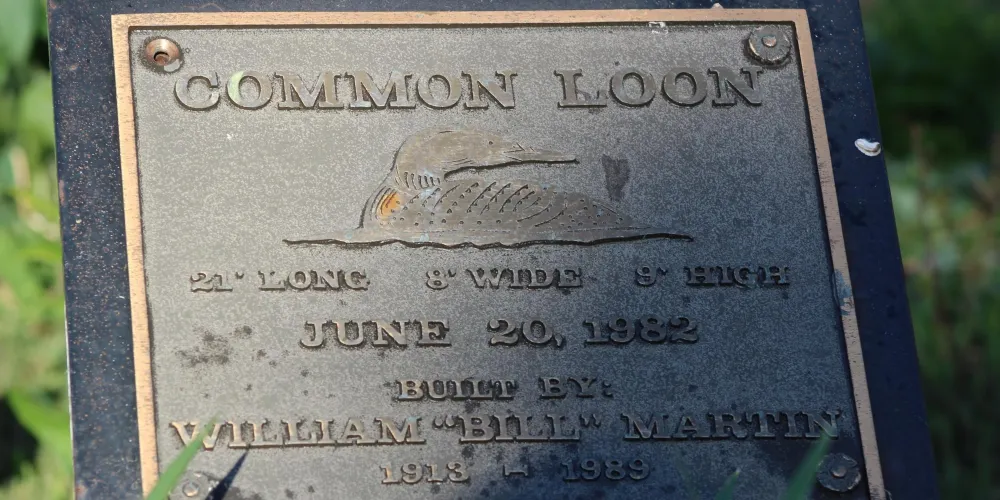 COMMON LOON
21' LONG 8' WIDE 9' HIGH
JUNE 20, 1982
BUILT BY:
WILLIAM "BILL" MARTIN
1913 - 1989